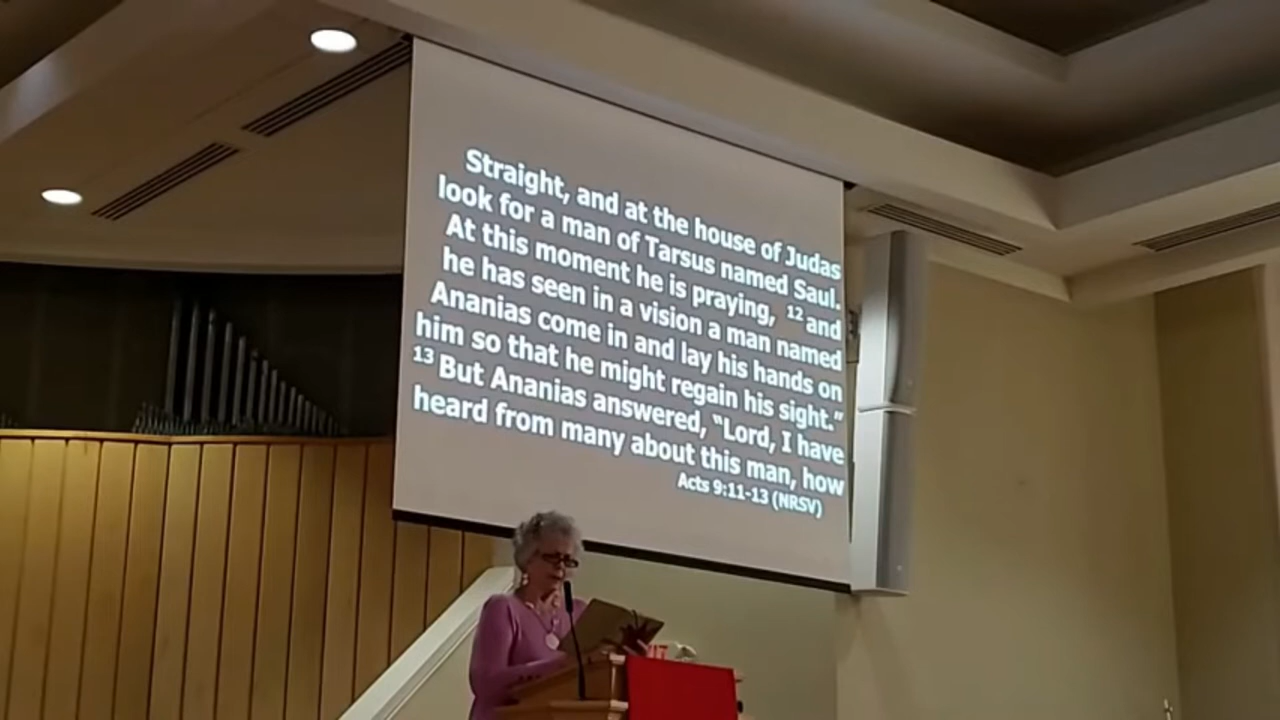 Straight, and at the house of Judas
look for a man of Tarsus named Saul.
At this moment he is praying, 12 and
he has seen in a vision a man named
Ananias come in and lay his hands on
him so that he might regain his sight.”
13 But Ananias answered, “Lord, I have
heard from many about this man, how
Acts 9:11-13 (NRSV)